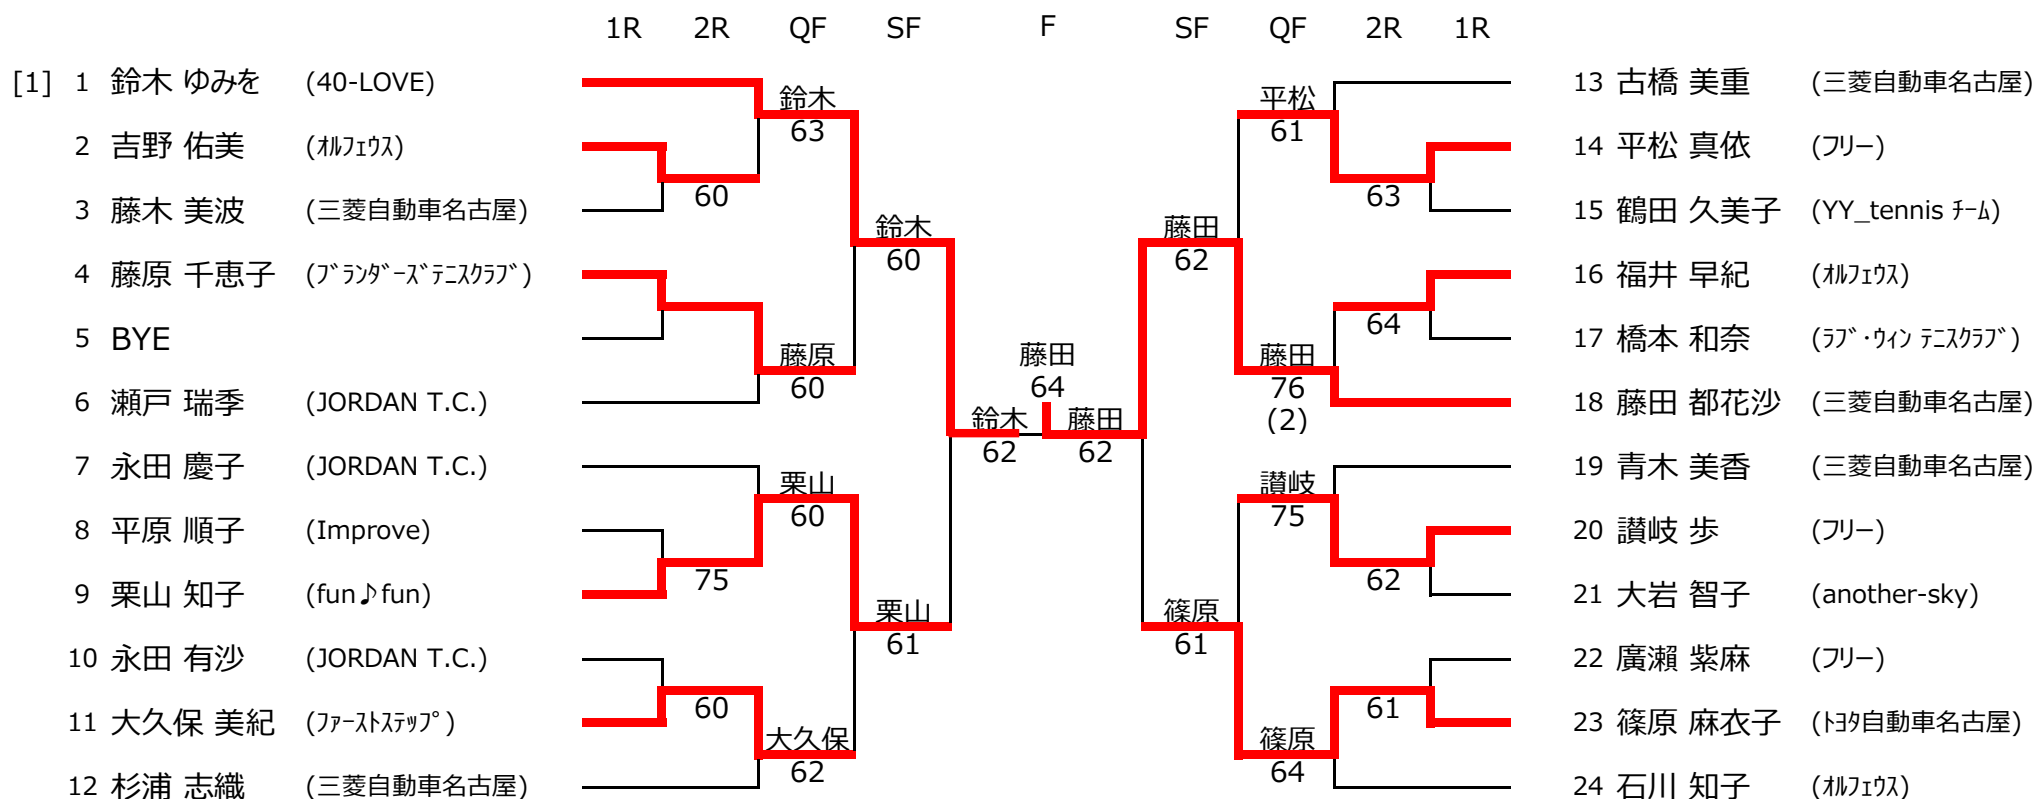 1R 2R QF SF F SF QF 2R 1R
[1] 1 鈴木 ゆみを (40-LOVE)
2 吉野 佑美 (ｵﾙﾌｪｳｽ)
3 藤木 美波 (三菱自動車名古屋)
4 藤原 千恵子 (ﾌﾞﾗﾝﾀﾞｰｽﾞﾃﾆｽｸﾗﾌﾞ)
5 BYE
6 瀬戸 瑞季 (JORDAN T.C.)
7 永田 慶子 (JORDAN T.C.)
8 平原 順子 (Improve)
9 栗山 知子 (fun♪fun)
10 永田 有沙 (JORDAN T.C.)
11 大久保 美紀 (ﾌｧｰｽﾄｽﾃｯﾌﾟ)
12 杉浦 志織 (三菱自動車名古屋)
60
75
60
鈴木
63
藤原
60
栗山
60
大久保
62
鈴木
60
栗山
61
鈴木
62
藤田
64
藤田
62
藤田
62
篠原
61
平松
61
藤田
76
(2)
讃岐
75
篠原
64
63
64
62
61
13 古橋 美重 (三菱自動車名古屋)
14 平松 真依 (フリー)
15 鶴田 久美子 (YY_tennis ﾁｰﾑ)
16 福井 早紀 (ｵﾙﾌｪｳｽ)
17 橋本 和奈 (ﾗﾌﾞ･ｳｨﾝ ﾃﾆｽｸﾗﾌﾞ)
18 藤田 都花沙 (三菱自動車名古屋)
19 青木 美香 (三菱自動車名古屋)
20 讃岐 歩 (フリー)
21 大岩 智子 (another-sky)
22 廣瀬 紫麻 (フリー)
23 篠原 麻衣子 (ﾄﾖﾀ自動車名古屋)
24 石川 知子 (ｵﾙﾌｪｳｽ)